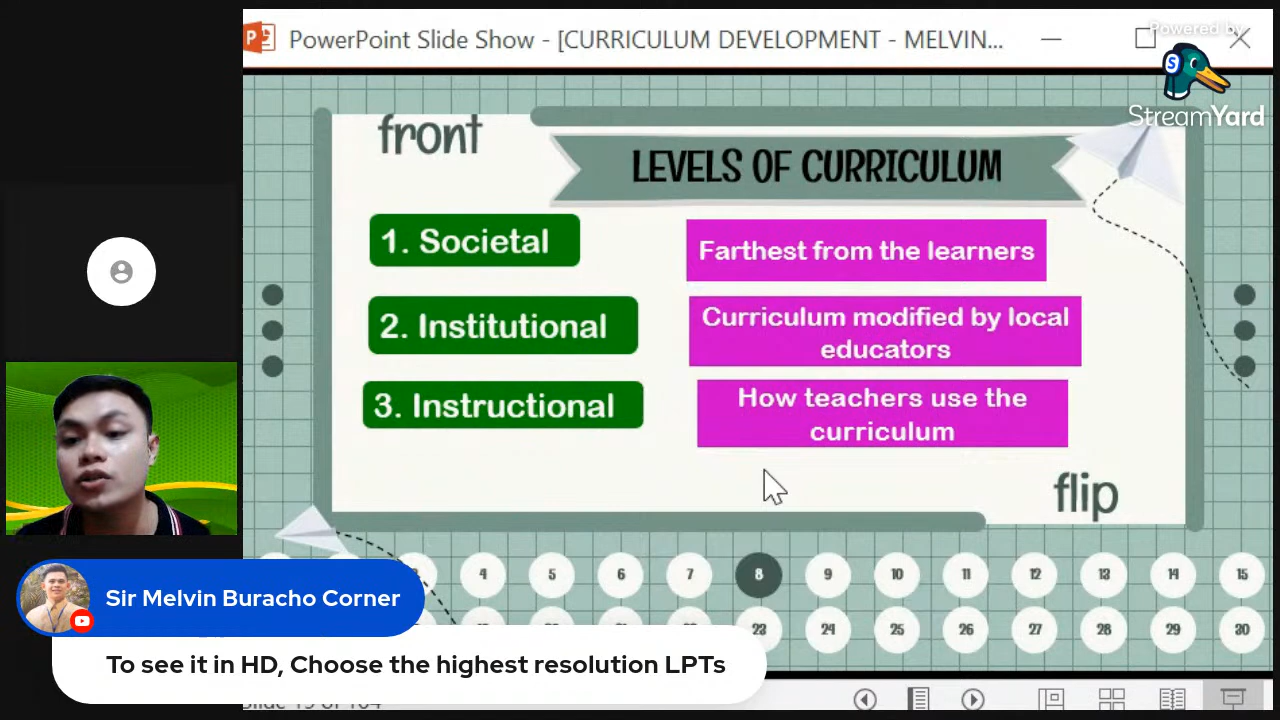 PowerPoint Slide Show - [CURRICULUM DEVELOPMENT - MELVIN...
Powered by
StreamYard
front
LEVELS OF CURRICULUM
1. Societal
Farthest from the learners
2. Institutional
Curriculum modified by local
educators
3. Instructional
How teachers use the
curriculum
flip
4 5 6 7 8 9 10 11 12 13 14 15
23 24 25 26 27 28 29 30
Sir Melvin Buracho Corner
To see it in HD, Choose the highest resolution LPTs